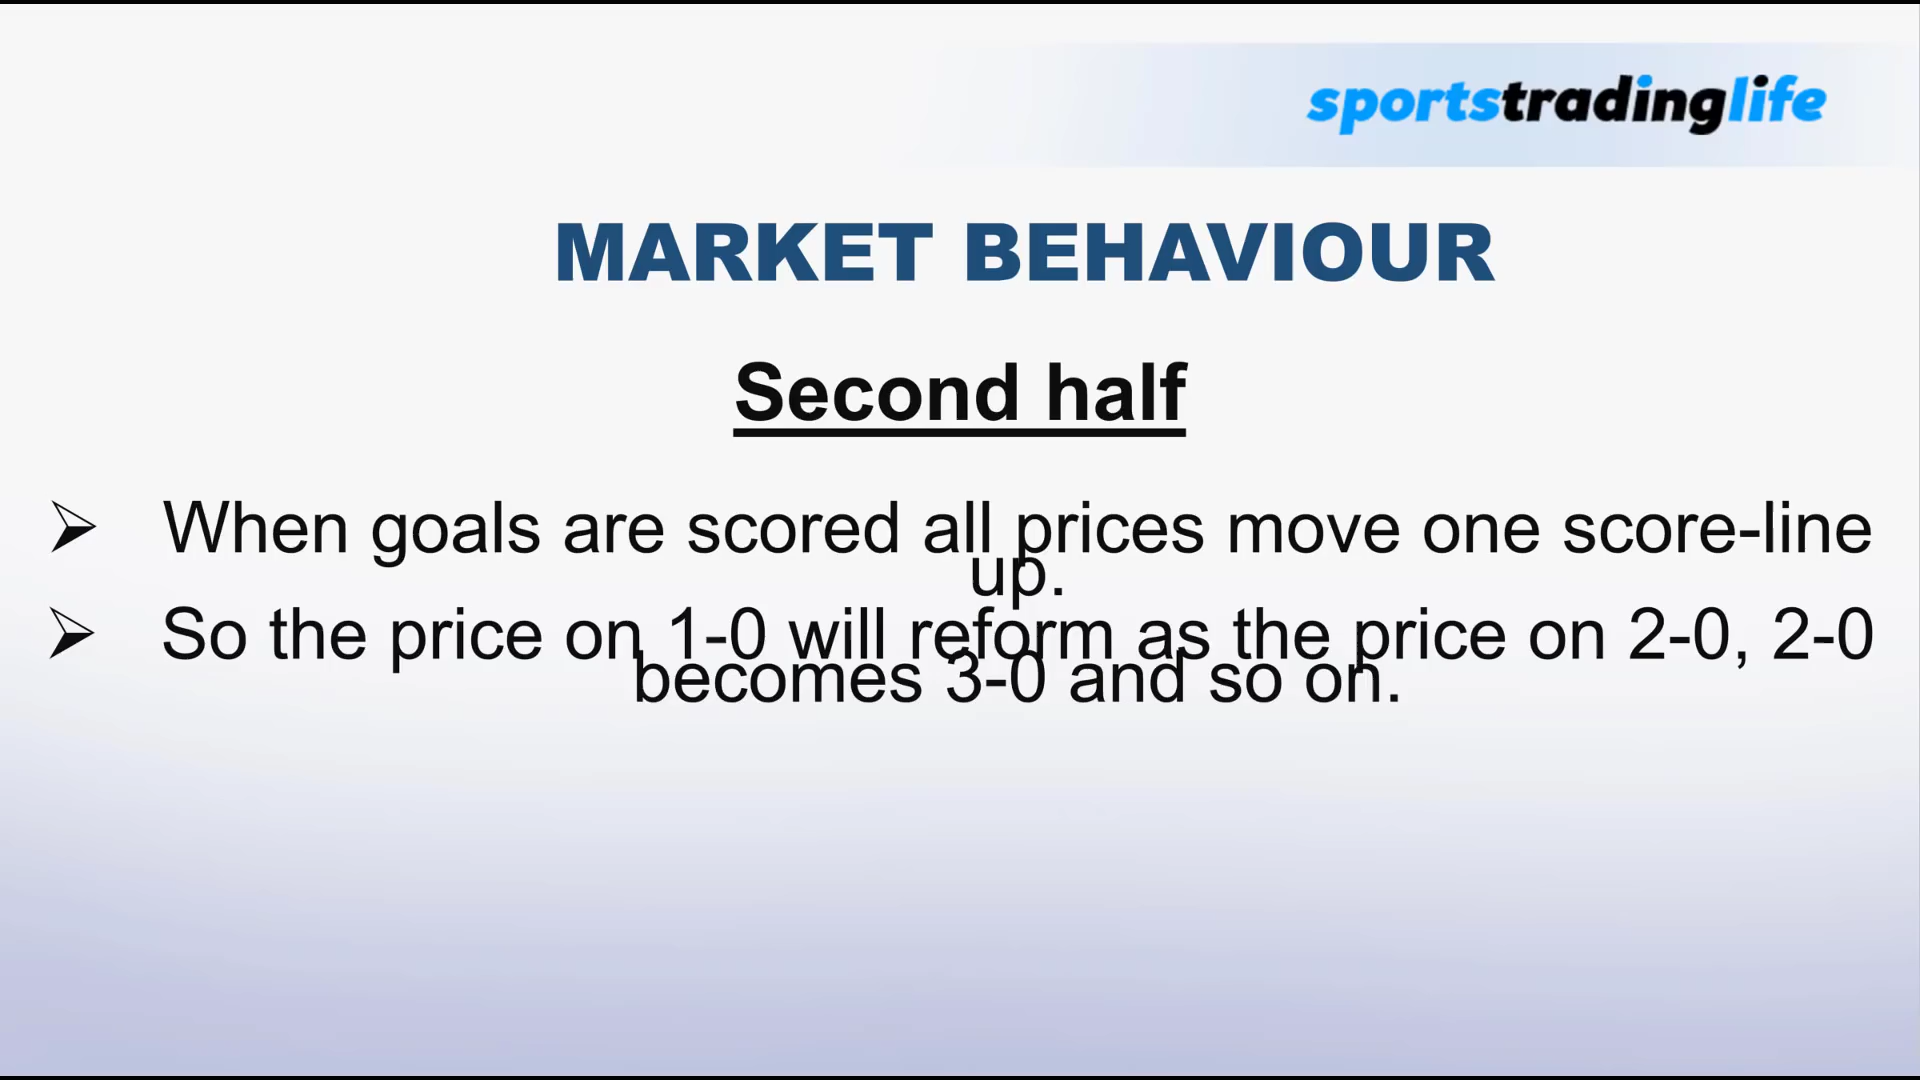 sportstradinglife
MARKET BEHAVIOUR
Second half
➢ When goals are scored all prices move one score-line
up.
➢ So the price on 1-0 will reform as the price on 2-0, 2-0
becomes 3-0 and so on.